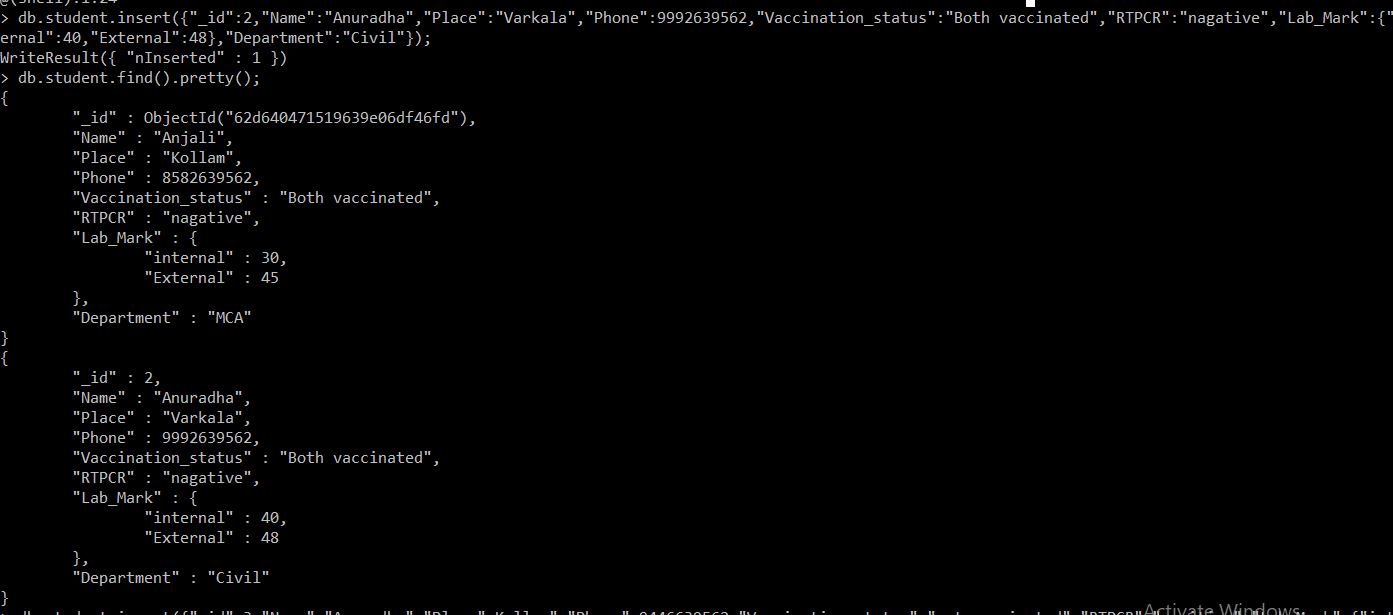 @(shell):1:24
> db.student.insert({"_id":2,"Name":"Anuradha","Place":"Varkala","Phone":9992639562,"Vaccination_status":"Both vaccinated","RTPCR":"nagative","Lab_Mark":{"
ernal":40,"External":48},"Department":"Civil"});
WriteResult({ "nInserted" : 1 })
> db.student.find().pretty();
{
"_id" : ObjectId("62d640471519639e06df46fd"),
"Name" : "Anjali",
"Place" : "Kollam",
"Phone" : 8582639562,
"Vaccination_status" : "Both vaccinated",
"RTPCR" : "nagative",
"Lab_Mark" : {
"internal" : 30,
"External" : 45
},
"Department" : "MCA"
}
{
"_id" : 2,
"Name" : "Anuradha",
"Place" : "Varkala",
"Phone" : 9992639562,
"Vaccination_status" : "Both vaccinated",
"RTPCR" : "nagative",
"Lab_Mark" : {
"internal" : 40,
"External" : 48
},
"Department" : "Civil"
}
Activate Windows